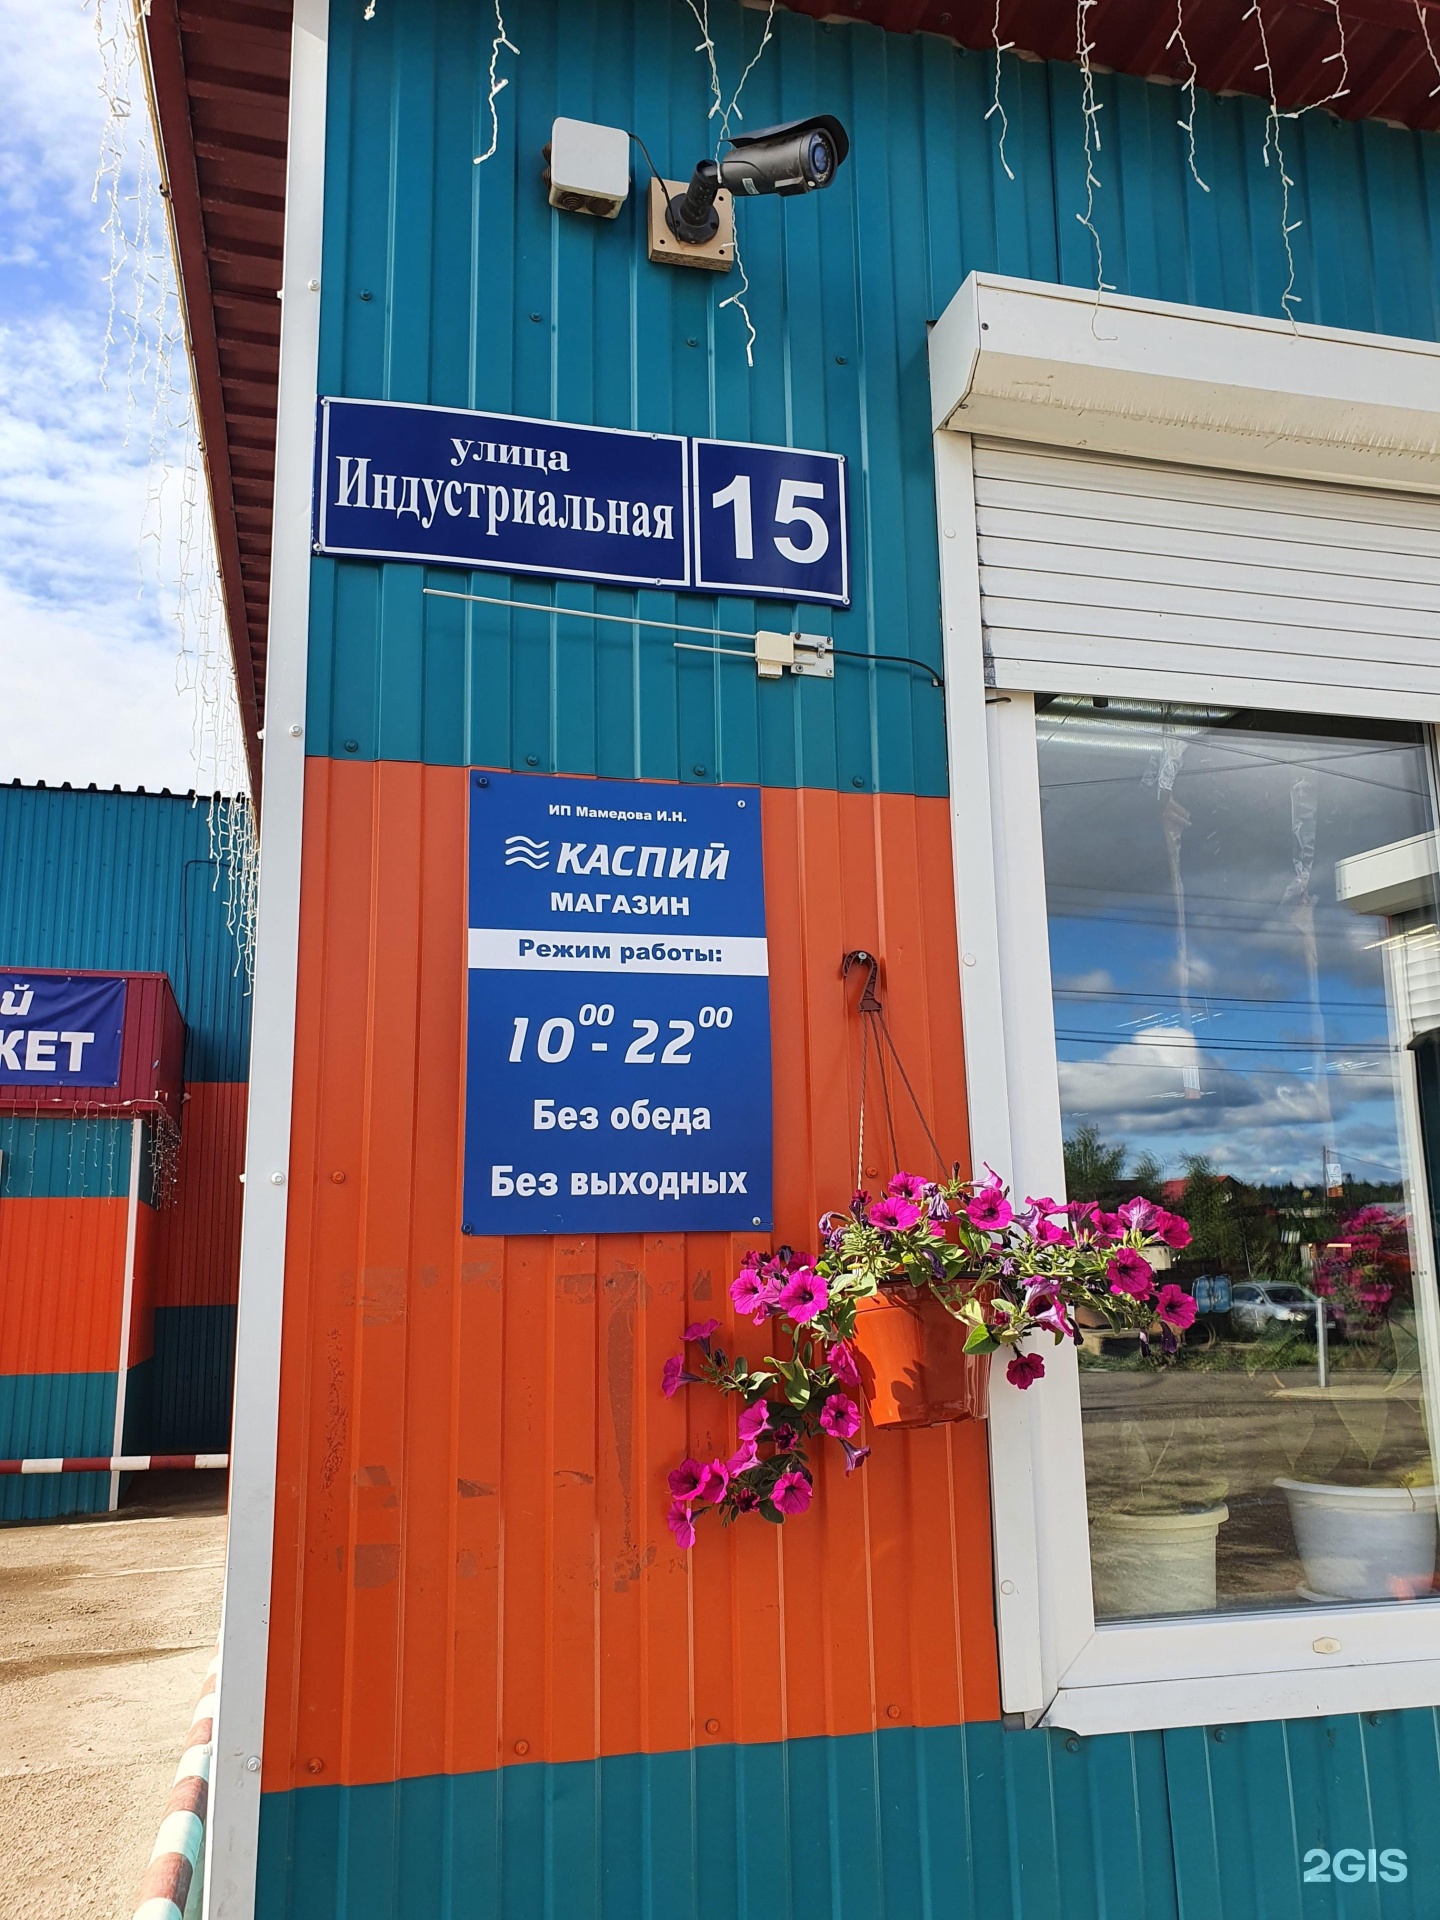 улица
Индустриальная
15
ИП Мамедова И.Н.
КАСПИЙ
МАГАЗИН
Режим работы:
10⁰⁰ - 22⁰⁰
Без обеда
Без выходных
2GIS